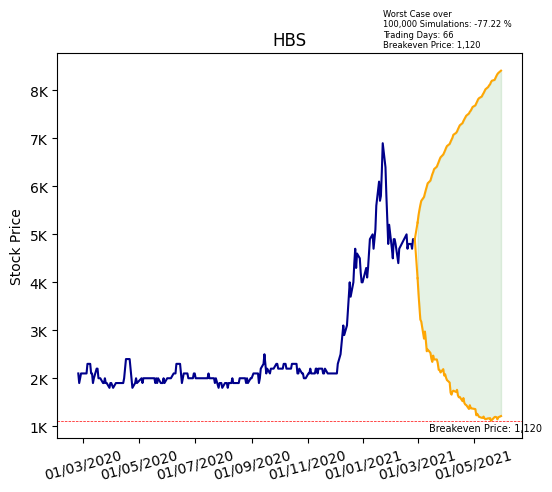 Worst Case over
100,000 Simulations: -77.22 %
Trading Days: 66
Breakeven Price: 1,120
HBS
Stock Price
8K
7K
6K
5K
4K
3K
2K
1K
Breakeven Price: 1,120
01/03/2020
01/05/2020
01/07/2020
01/09/2020
01/11/2020
01/01/2021
01/03/2021
01/05/2021